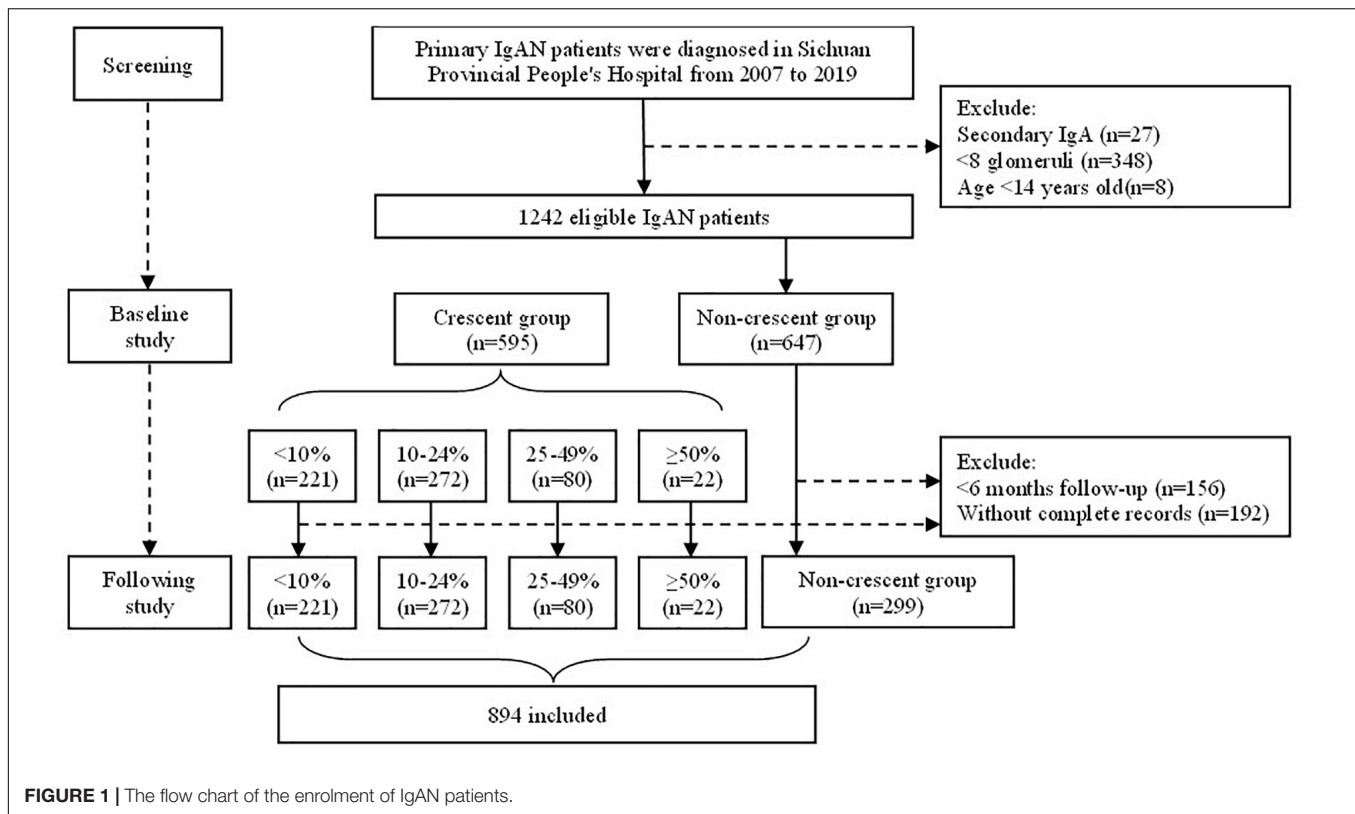 Screening
Primary IgAN patients were diagnosed in Sichuan
Provincial People's Hospital from 2007 to 2019
Exclude:
Secondary IgA (n=27)
<8 glomeruli (n=348)
Age <14 years old(n=8)
1242 eligible IgAN patients
Baseline
study
Crescent group
(n=595)
Non-crescent group
(n=647)
<10%
(n=221)
10-24%
(n=272)
25-49%
(n=80)
≥50%
(n=22)
Exclude:
<6 months follow-up (n=156)
Without complete records (n=192)
Following
study
<10%
(n=221)
10-24%
(n=272)
25-49%
(n=80)
≥50%
(n=22)
Non-crescent group
(n=299)
894 included
FIGURE 1 | The flow chart of the enrolment of IgAN patients.